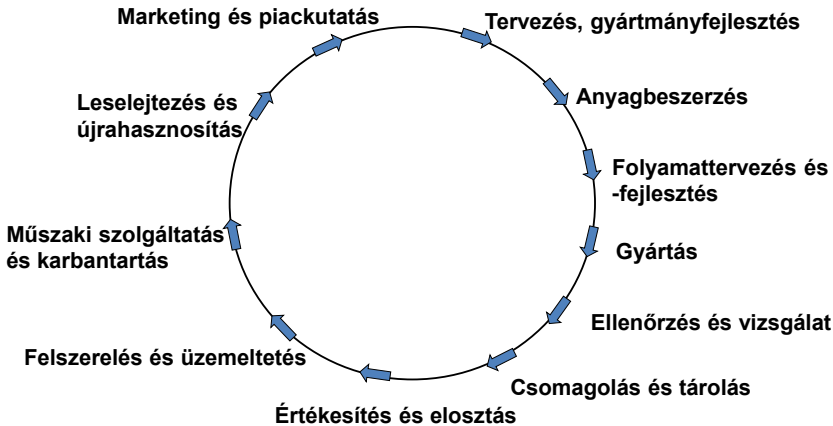 Marketing és piackutatás
Tervezés, gyártmányfejlesztés
Anyagbeszerzés
Folyamattervezés és
-fejlesztés
Gyártás
Ellenőrzés és vizsgálat
Csomagolás és tárolás
Értékesítés és elosztás
Felszerelés és üzemeltetés
Műszaki szolgáltatás
és karbantartás
Leselejtezés és
újrahasznosítás